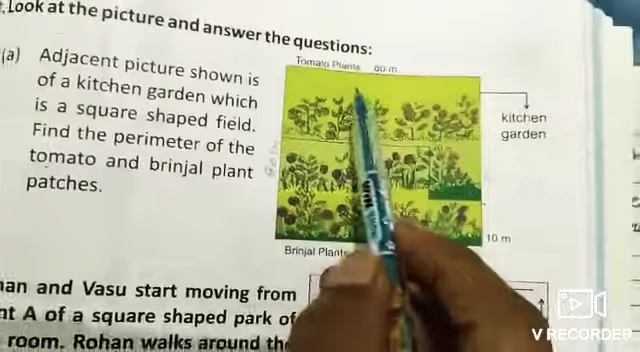 Look at the picture and answer the questions:
(a) Adjacent picture shown is
of a kitchen garden which
is a square shaped field.
Find the perimeter of the
tomato and brinjal plant
patches.
Tomato Plants 80 m
kitchen
garden
10 m
Brinjal Plants
and Vasu start moving from
A of a square shaped park of
room. Rohan walks around the
V RECORDER